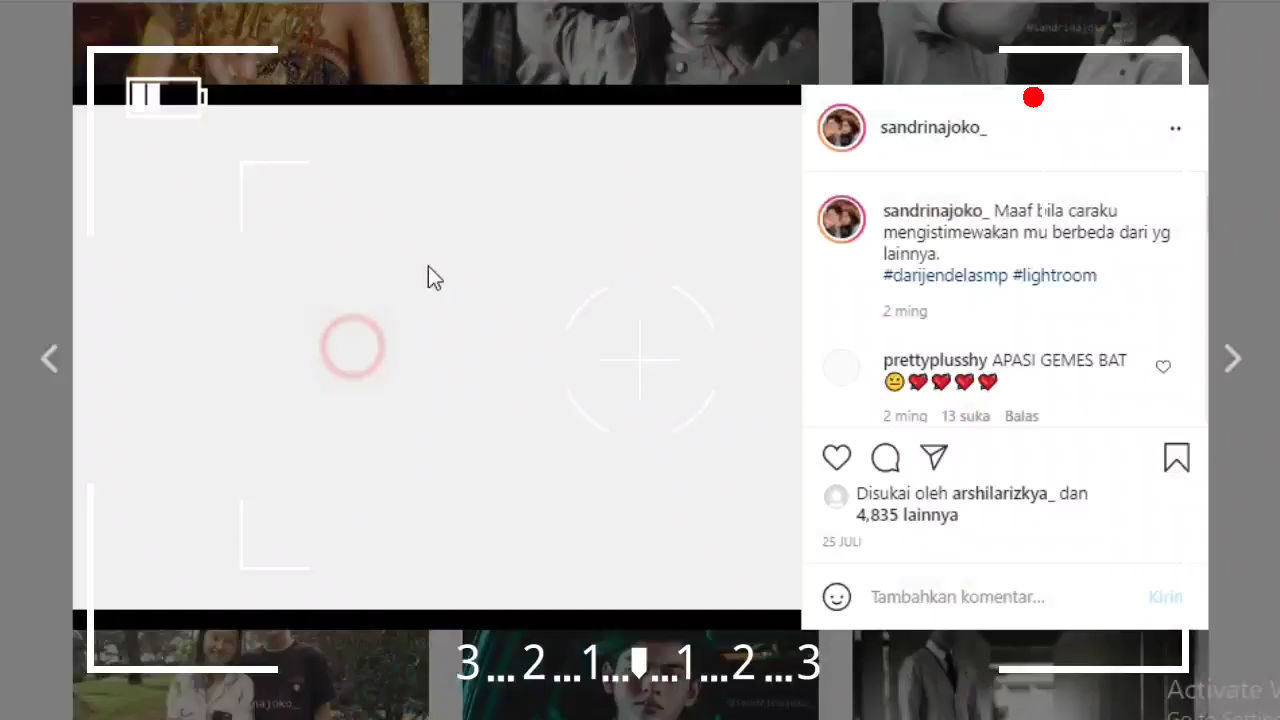 @sandrinajoko_
sandrinajoko_
sandrinajoko_ Maaf bila caraku
mengistimewakan mu berbeda dari yg
lainnya.
#darijendelasmp #lightroom
2 ming
prettyplusshy APASI GEMES BAT
😐💘💘💘💘
2 ming 13 suka Balas
Disukai oleh arshilarizkya_ dan
4,835 lainnya
25 JULI
Tambahkan komentar... Kirin
3...2...1...1...2...3
Activate W